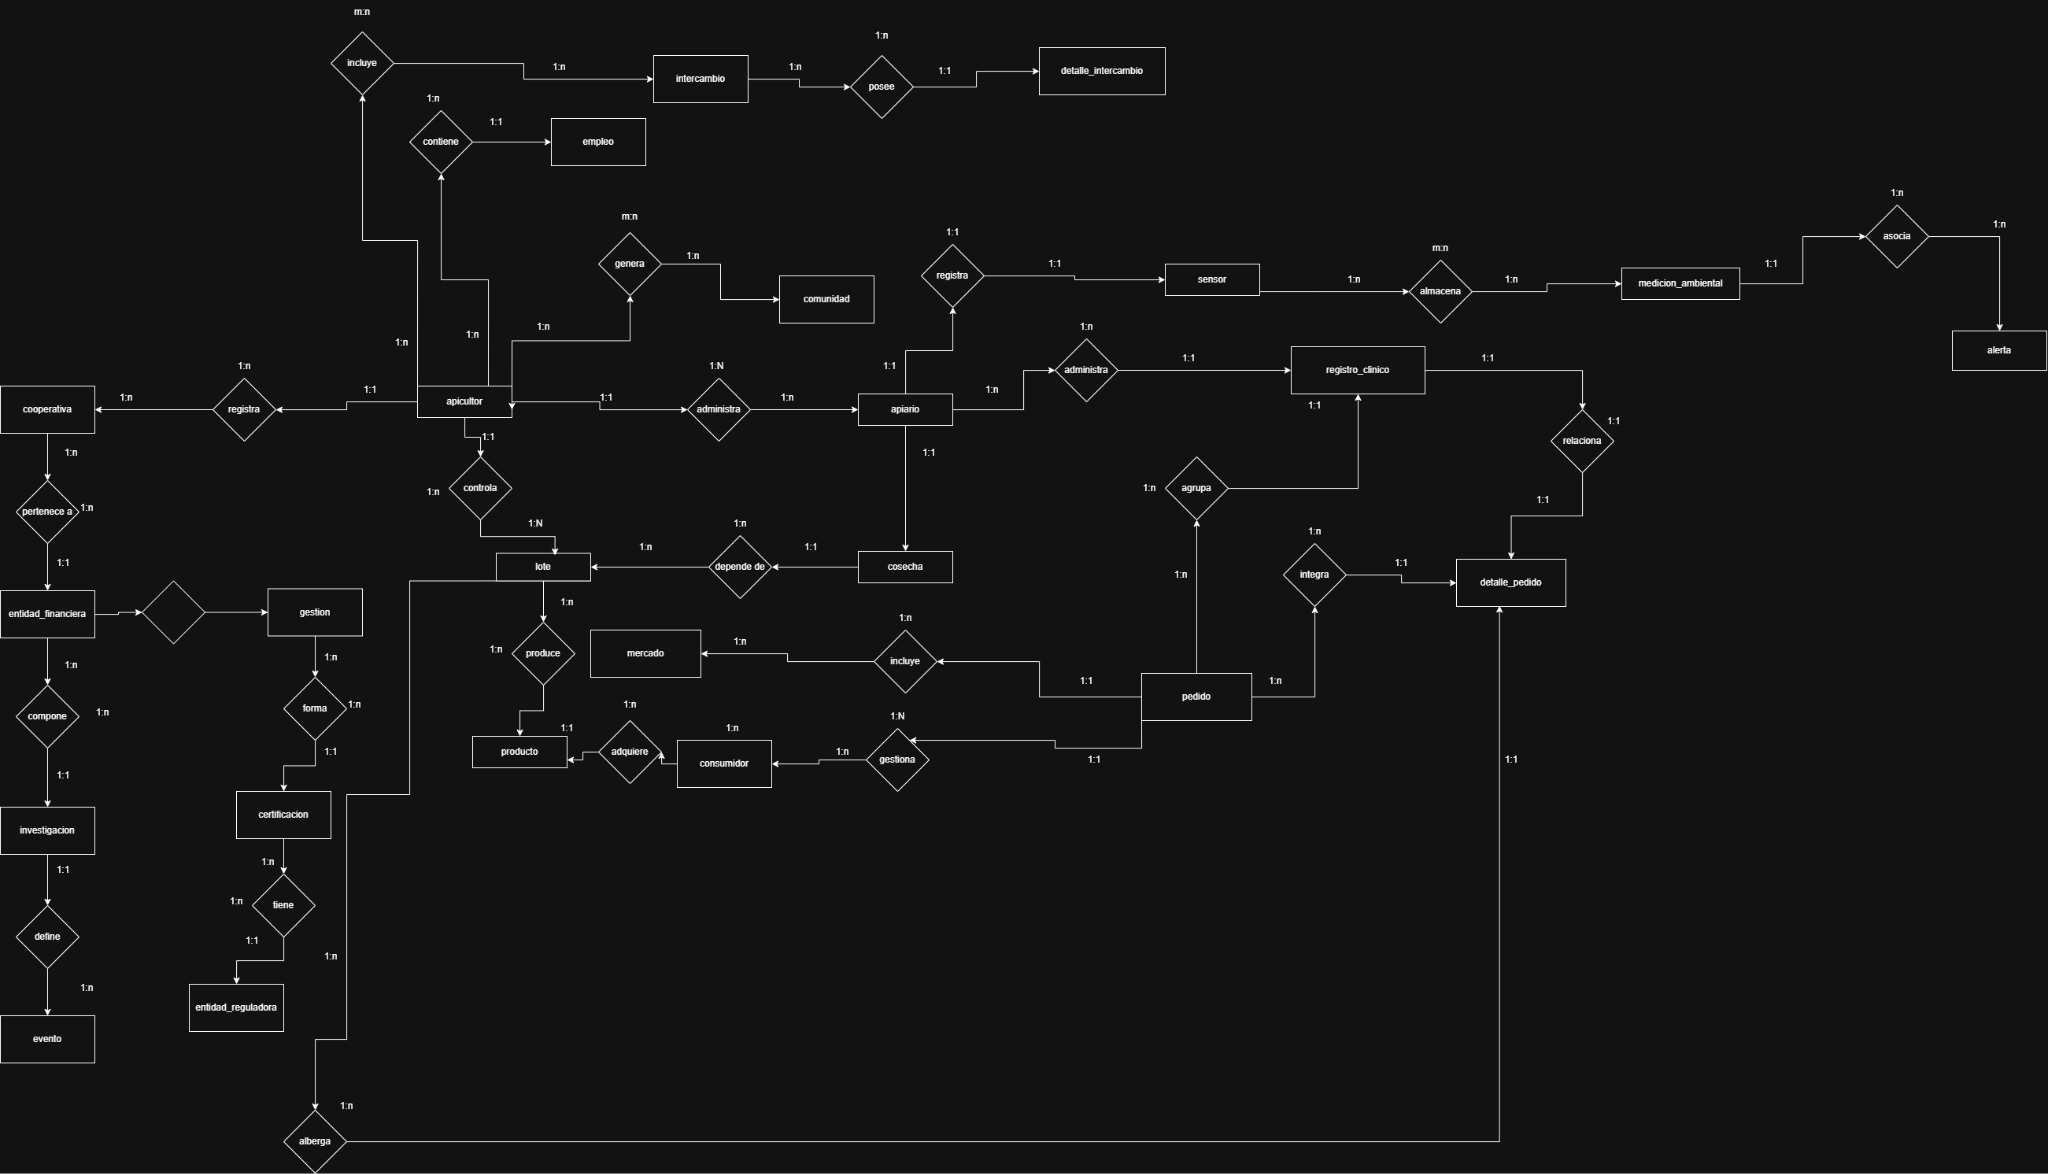 m:n
incluye
1:n
intercambio
1:n
1:n
posee
1:1
detalle_intercambio
1:n
contiene
1:1
empleo
m:n
genera
1:n
comunidad
1:n
1:n
1:n
1:1
registra
1:1
sensor
1:n
m:n
almacena
1:n
medicion_ambiental
1:1
1:n
asocia
1:n
alerta
cooperativa
1:n
1:n
registra
1:1
apicultor
1:1
1:N
administra
1:n
apiario
1:1
1:n
1:n
administra
1:1
registro_clinico
1:1
1:1
relaciona
1:1
1:1
1:n
pertenece a
1:n
1:1
1:1
1:n
controla
1:N
lote
1:n
1:n
depende de
1:1
cosecha
1:1
1:n
agrupa
1:n
1:n
integra
1:1
detalle_pedido
entidad_financiera
gestion
1:n
compone
1:n
1:1
1:n
forma
1:n
1:1
1:n
1:n
produce
mercado
1:n
1:n
incluye
1:1
pedido
1:n
producto
1:1
1:n
adquiere
1:n
consumidor
1:n
1:N
gestiona
1:1
1:1
investigacion
1:1
define
1:n
evento
certificacion
1:n
1:n
tiene
1:1
entidad_reguladora
1:n
1:n
alberga